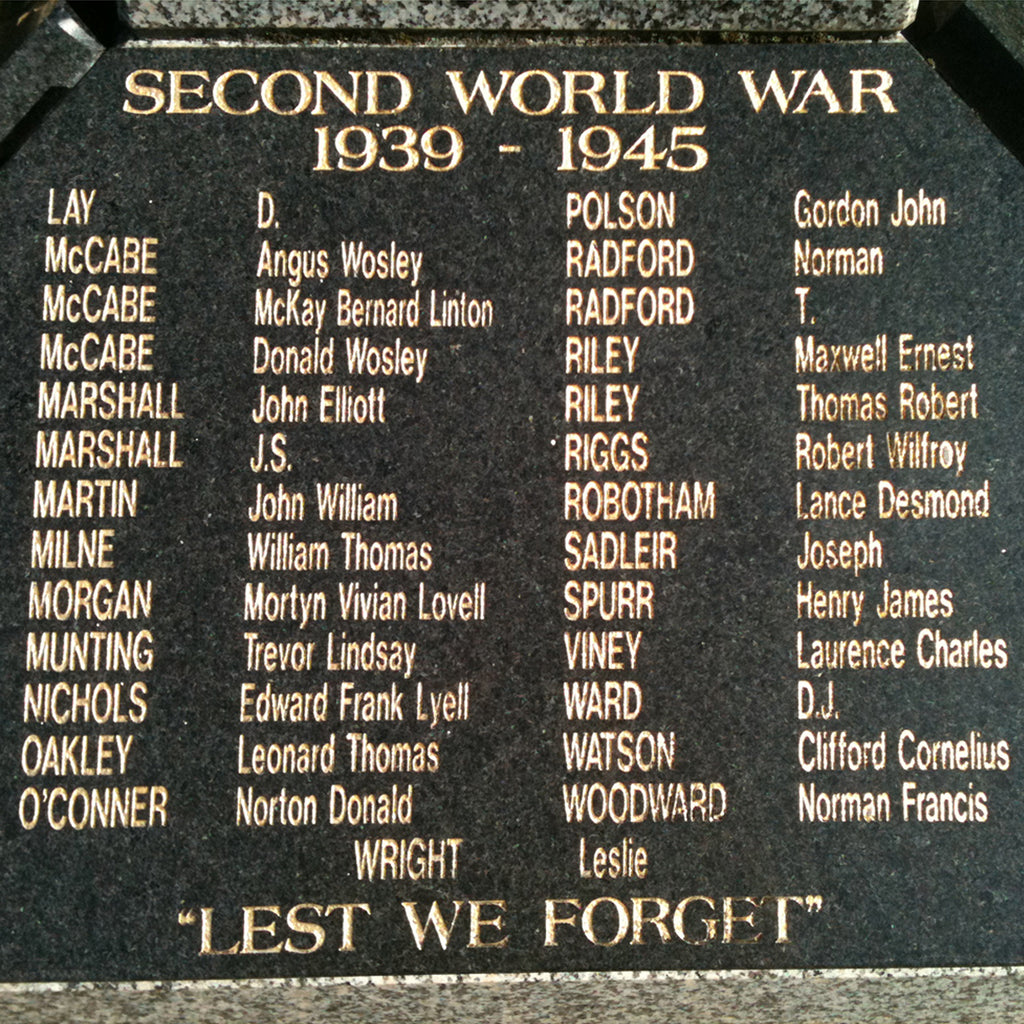 SECOND WORLD WAR
1939 - 1945
LAY D. POLSON Gordon John
McCABE Angus Wosley RADFORD Norman
McCABE McKay Bernard Linton RADFORD T.
McCABE Donald Wosley RILEY Maxwell Ernest
MARSHALL John Elliott RILEY Thomas Robert
MARSHALL J.S. RIGGS Robert Wilfroy
MARTIN John William ROBOTHAM Lance Desmond
MILNE William Thomas SADLEIR Joseph
MORGAN Mortyn Vivian Lovell SPURR Henry James
MUNTING Trevor Lindsay VINEY Laurence Charles
NICHOLS Edward Frank Lyell WARD D.J.
OAKLEY Leonard Thomas WATSON Clifford Cornelius
O'CONNER Norton Donald WOODWARD Norman Francis
WRIGHT Leslie
"LEST WE FORGET"